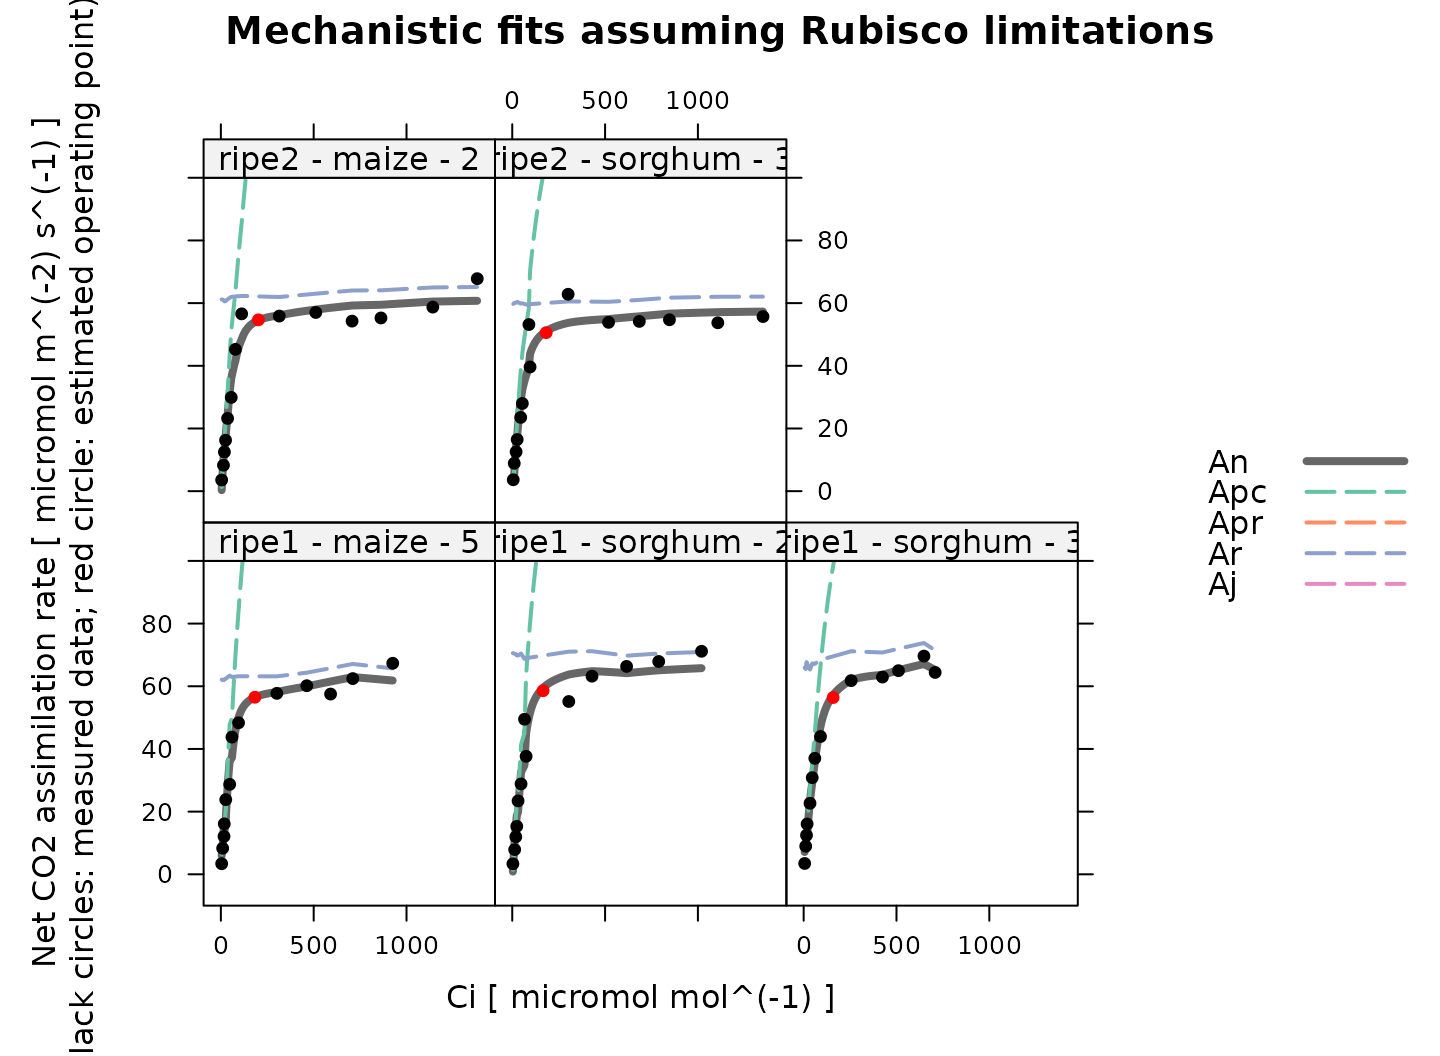 Mechanistic fits assuming Rubisco limitations
0 500 1000
ripe2 - maize - 2
ripe2 - sorghum - 3
80
60
40
20
0
ripe1 - maize - 5
ripe1 - sorghum - 2
ripe1 - sorghum - 3
80
60
40
20
0
0 500 1000
0 500 1000
Ci [ micromol mol^(-1) ]
Net CO2 assimilation rate [ micromol m^(-2) s^(-1) ]
lack circles: measured data; red circle: estimated operating point)
An
Apc
Apr
Ar
Aj